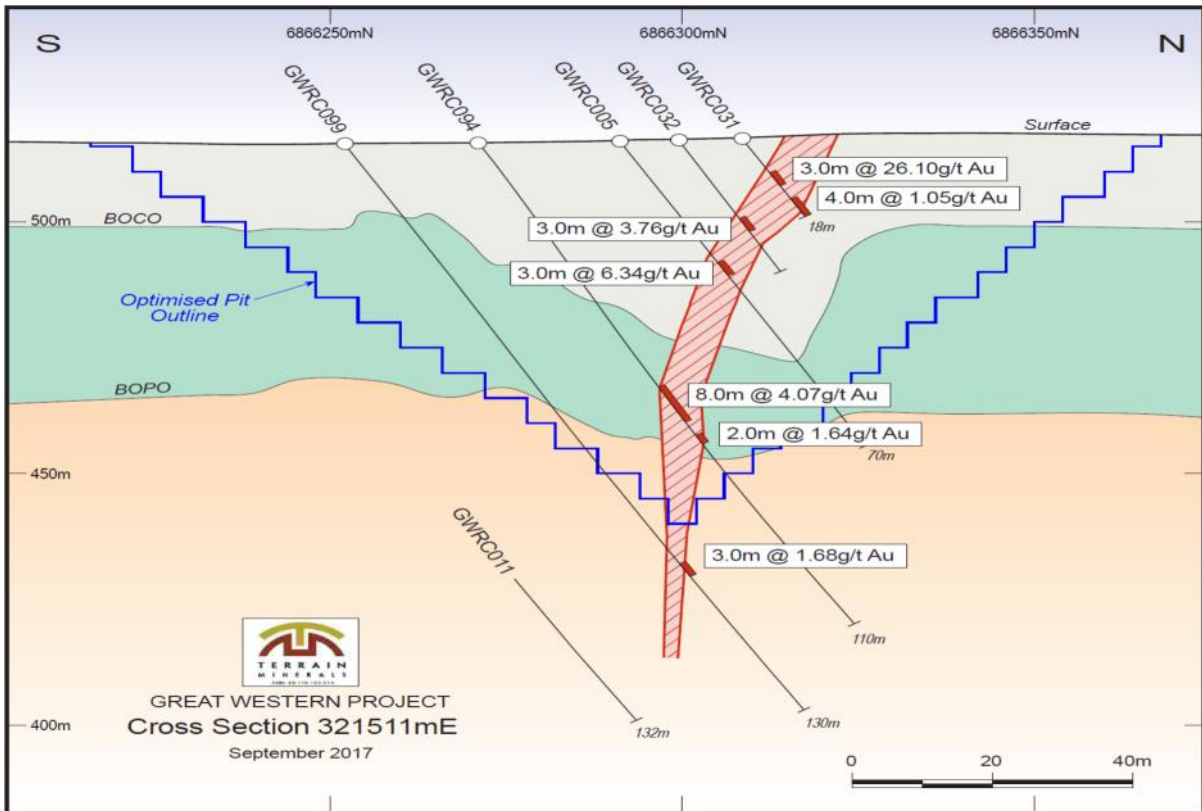 6866250mN
6866300mN
6866350mN
S
N
GWRC099
GWRC094
GWRC005
GWRC032
GWRC031
Surface
3.0m @ 26.10g/t Au
4.0m @ 1.05g/t Au
18m
500m
BOCO
3.0m @ 3.76g/t Au
3.0m @ 6.34g/t Au
Optimised Pit
Outline
BOPO
8.0m @ 4.07g/t Au
2.0m @ 1.64g/t Au
70m
450m
GWRC011
3.0m @ 1.68g/t Au
110m
TERRAIN
MINERALS
GREAT WESTERN PROJECT
Cross Section 321511mE
September 2017
400m
132m
130m
0
20
40m